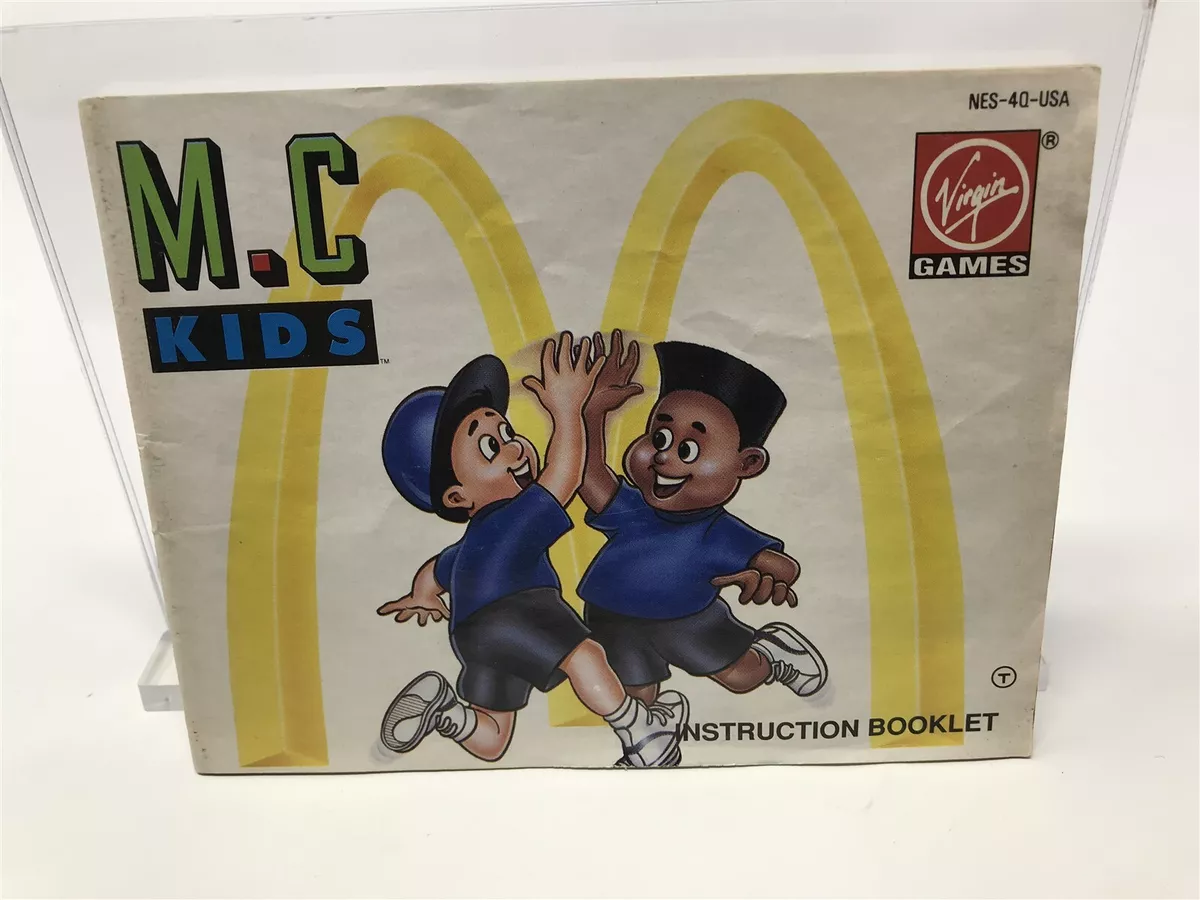 NES-4Q-USA
M.C
KIDS
TM
Virgin
®
GAMES
T
INSTRUCTION BOOKLET